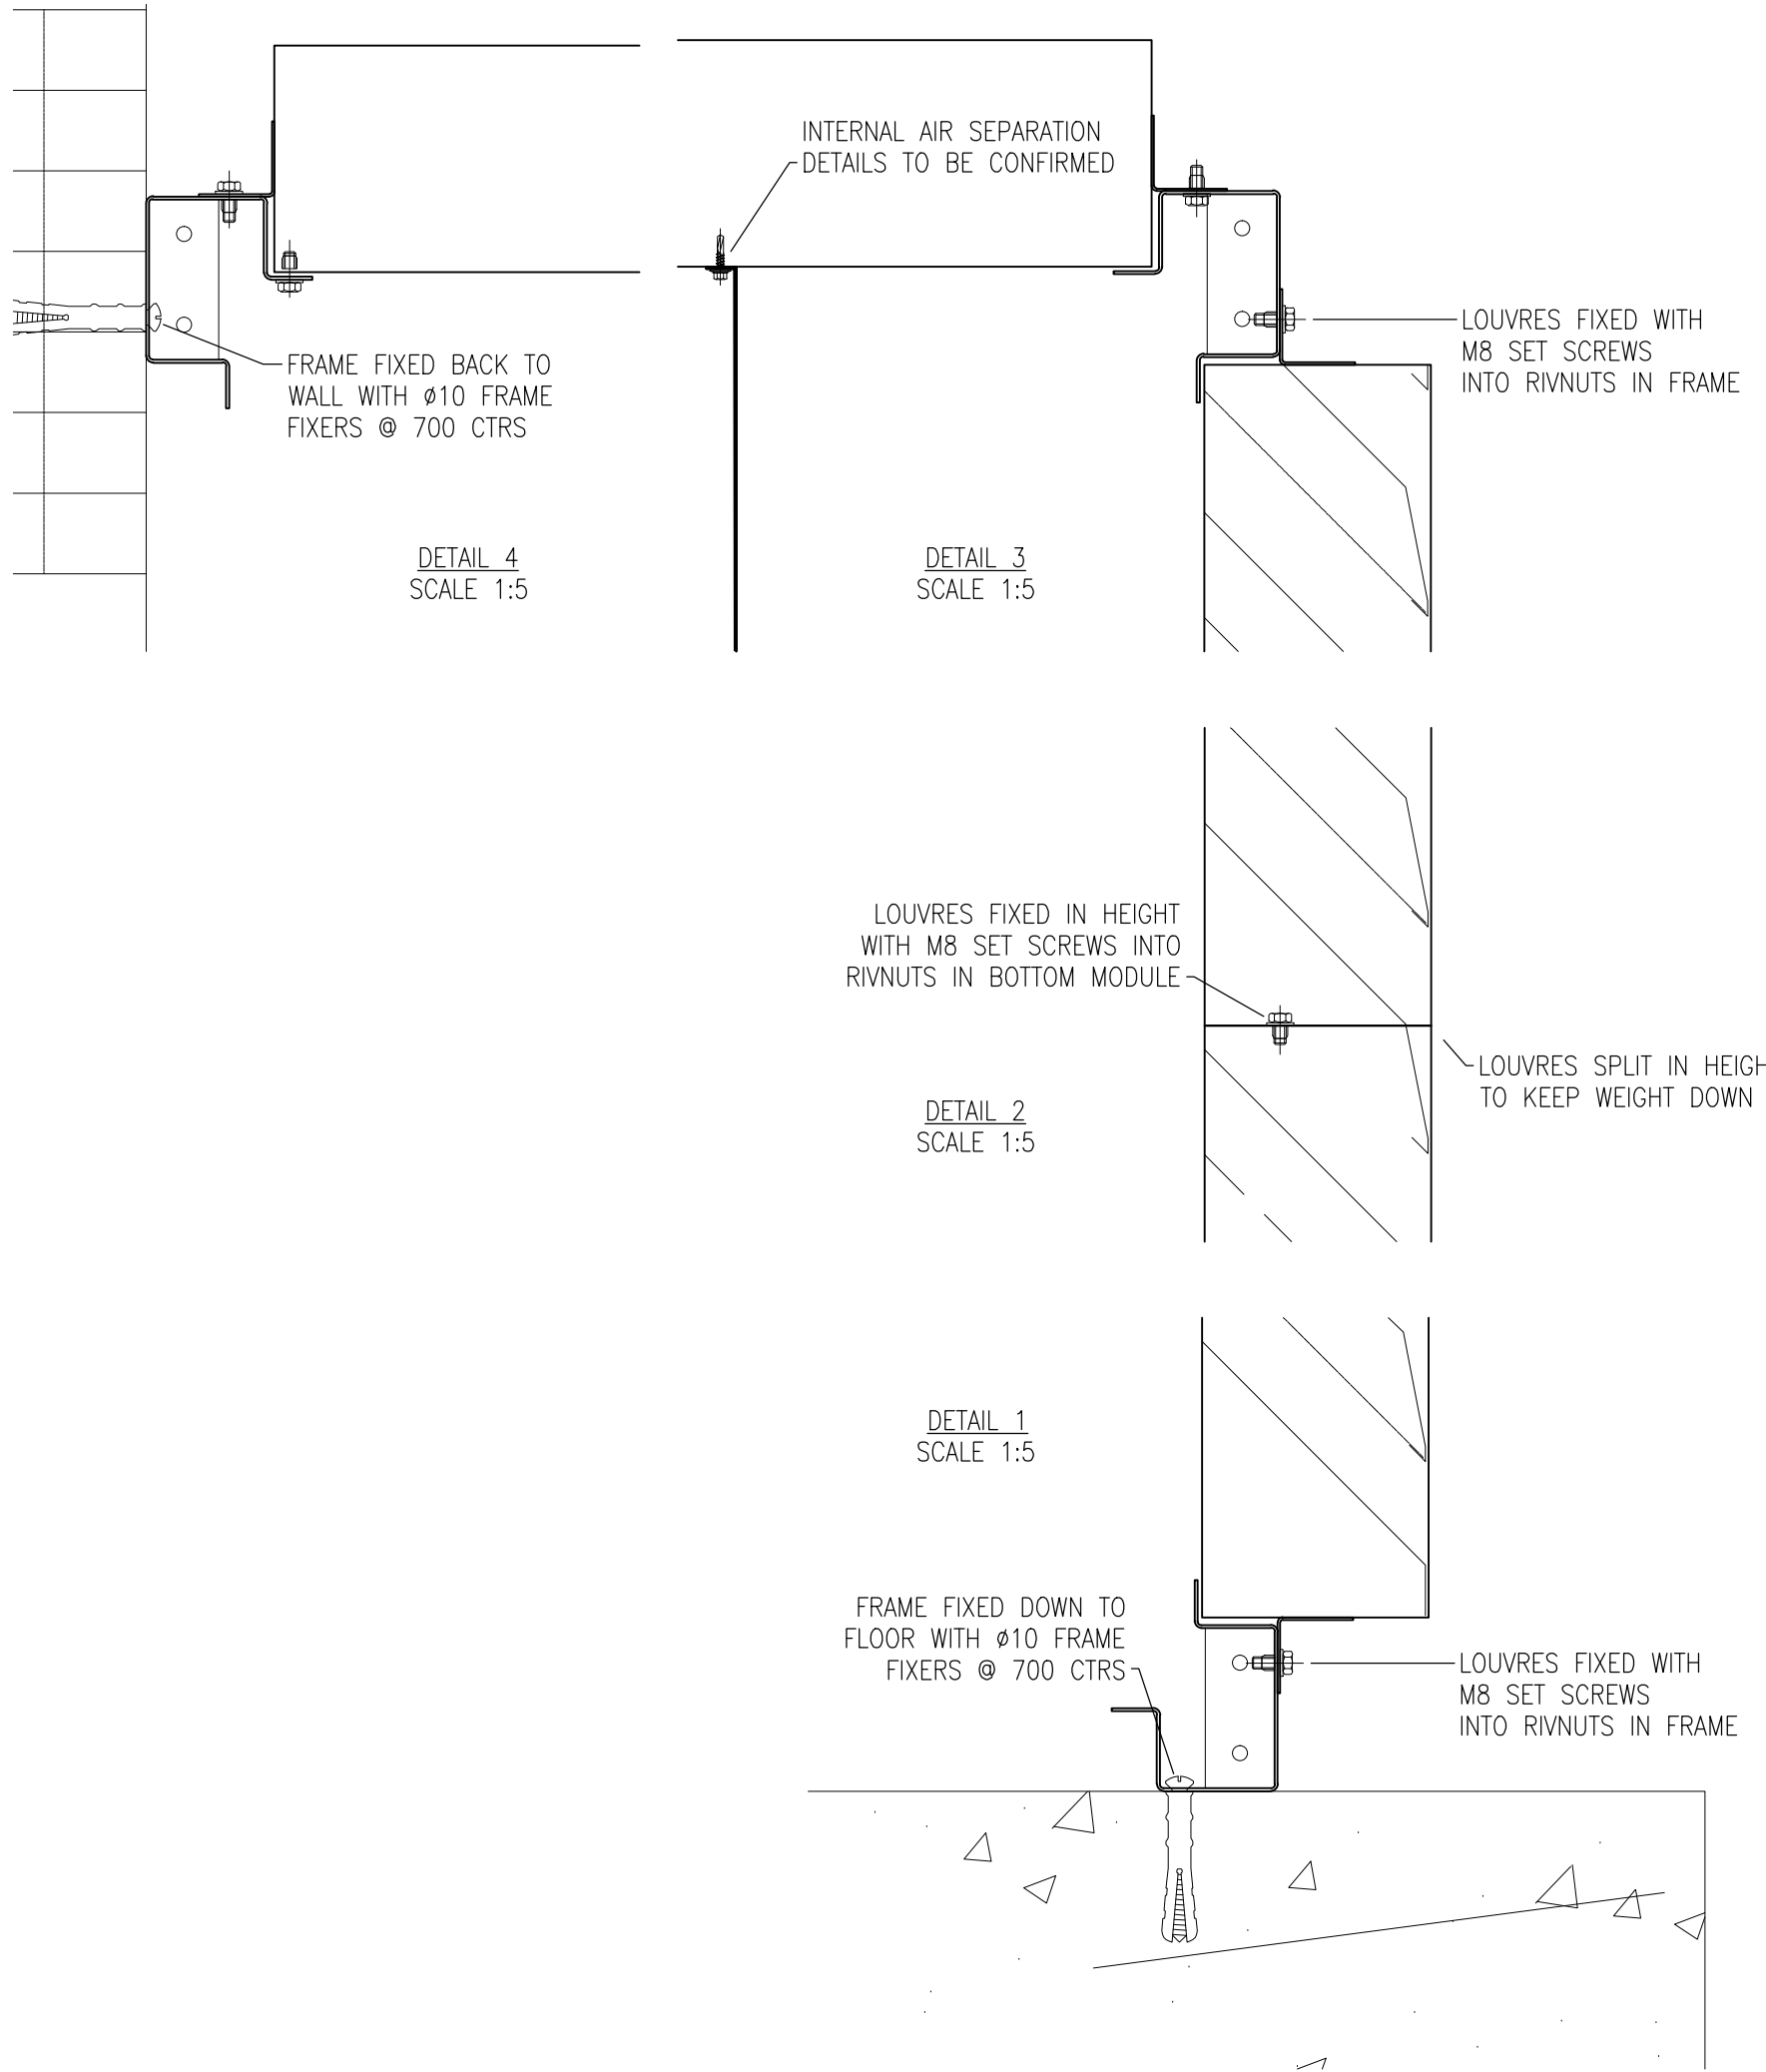 INTERNAL AIR SEPARATION
DETAILS TO BE CONFIRMED
LOUVRES FIXED WITH
M8 SET SCREWS
INTO RIVNUTS IN FRAME
FRAME FIXED BACK TO
WALL WITH ø10 FRAME
FIXERS @ 700 CTRS
DETAIL 4
SCALE 1:5
DETAIL 3
SCALE 1:5
LOUVRES FIXED IN HEIGHT
WITH M8 SET SCREWS INTO
RIVNUTS IN BOTTOM MODULE
LOUVRES SPLIT IN HEIGH
TO KEEP WEIGHT DOWN
DETAIL 2
SCALE 1:5
DETAIL 1
SCALE 1:5
FRAME FIXED DOWN TO
FLOOR WITH ø10 FRAME
FIXERS @ 700 CTRS
LOUVRES FIXED WITH
M8 SET SCREWS
INTO RIVNUTS IN FRAME